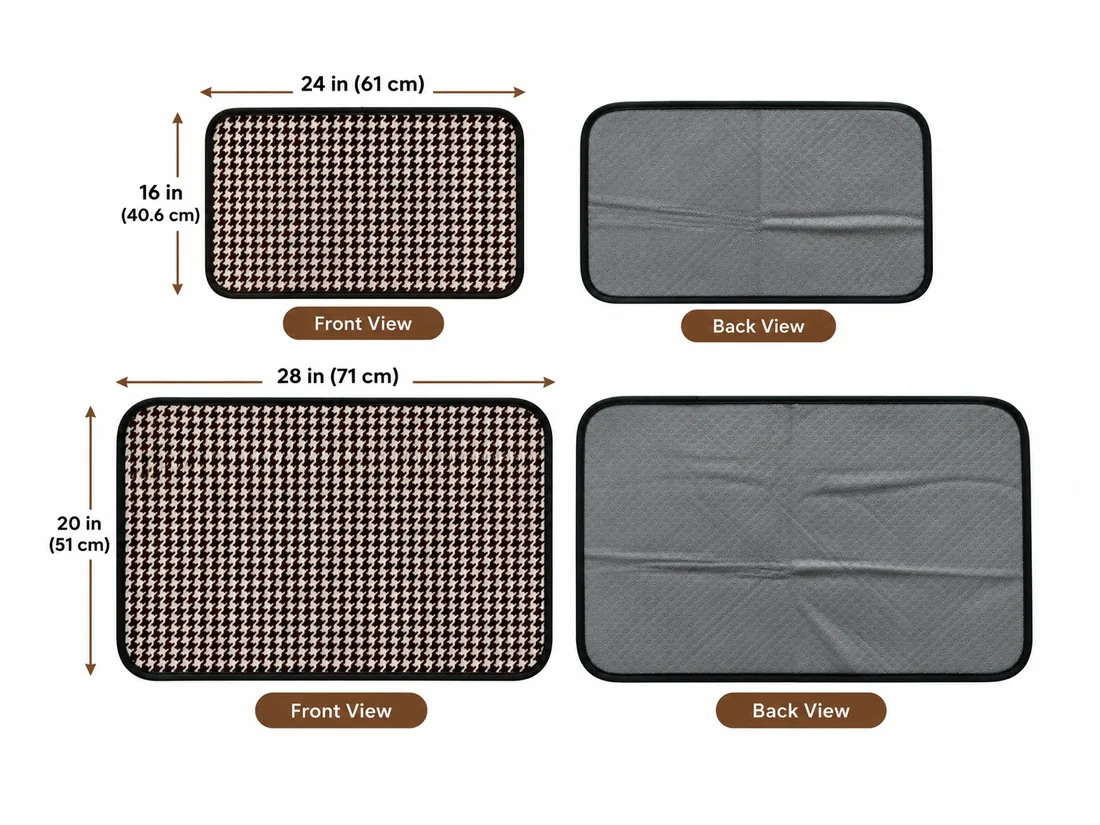 24 in (61 cm)
16 in
(40.6 cm)
Front View
Back View
28 in (71 cm)
20 in
(51 cm)
Front View
Back View